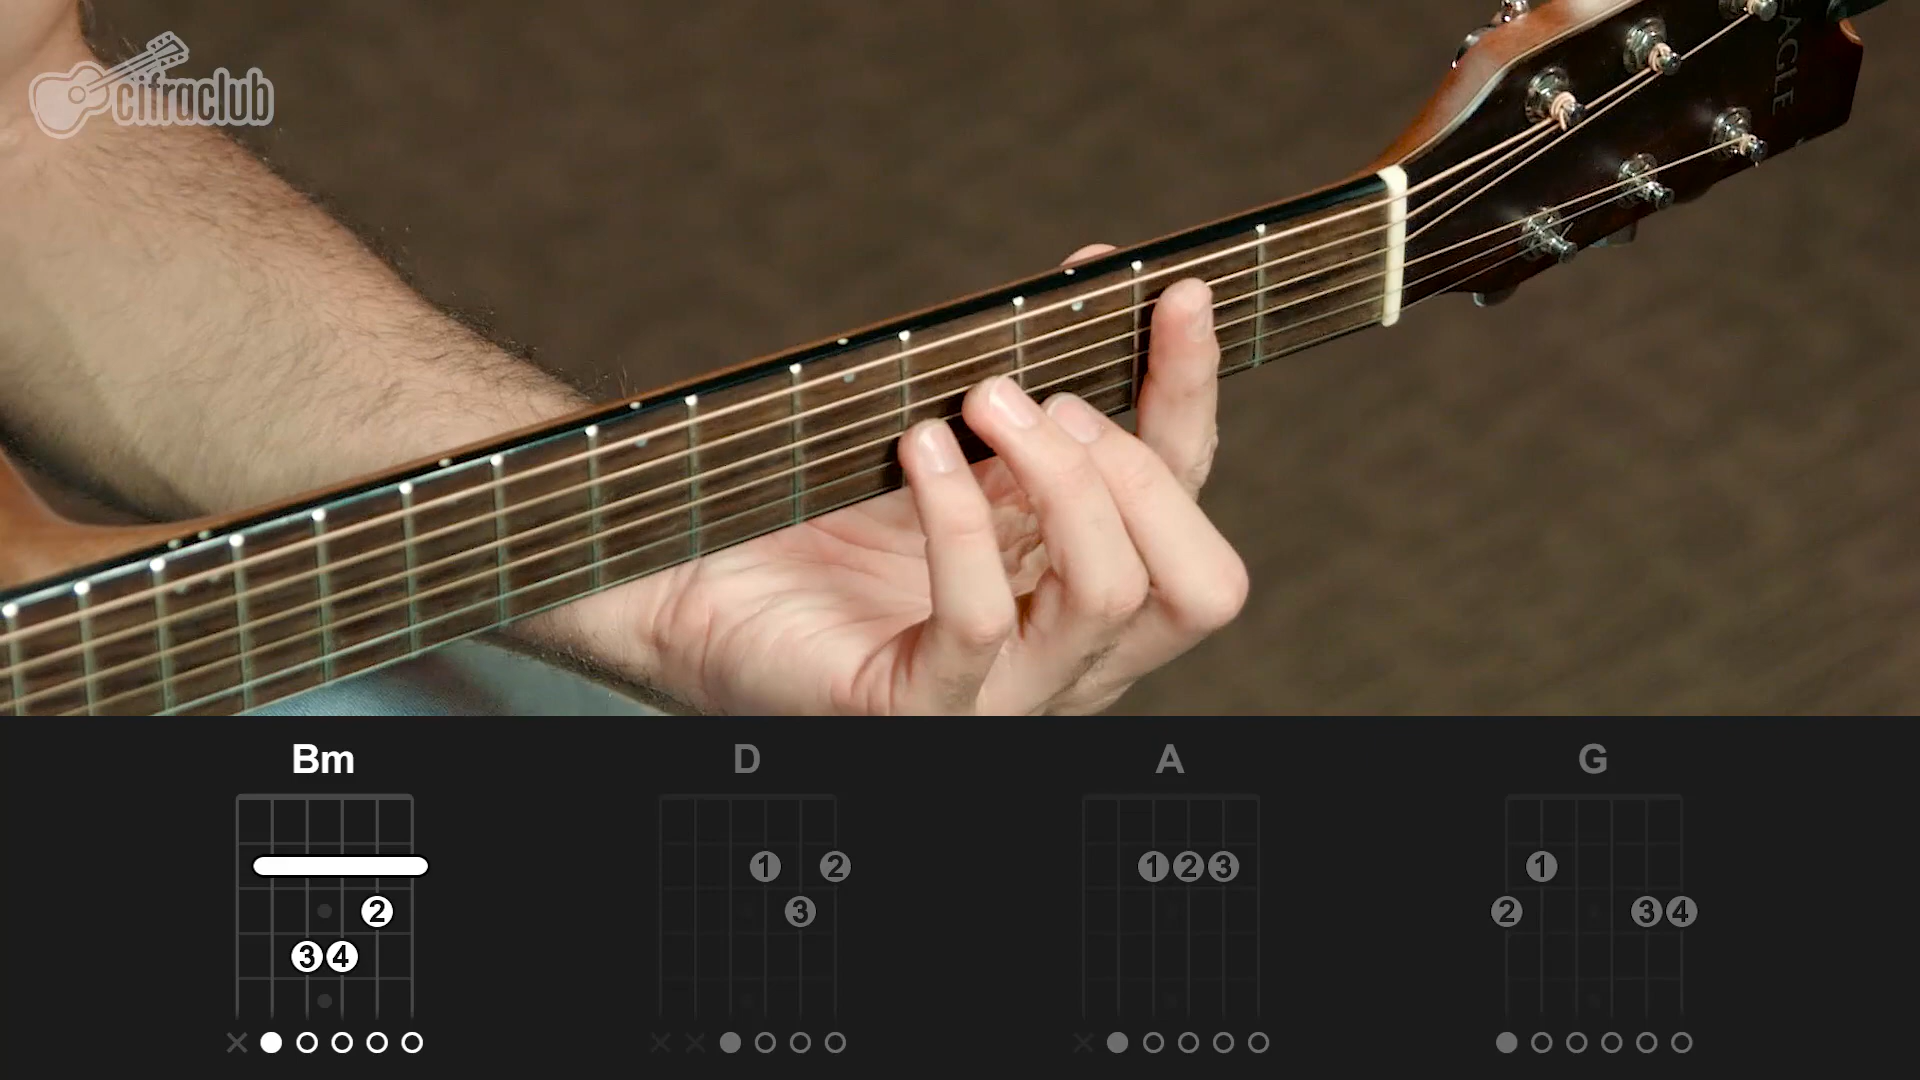 cifraclub
EAGLE
Bm D A G
1 2 1 2 3 1
2 3 2 3 4
3 4
X X X X